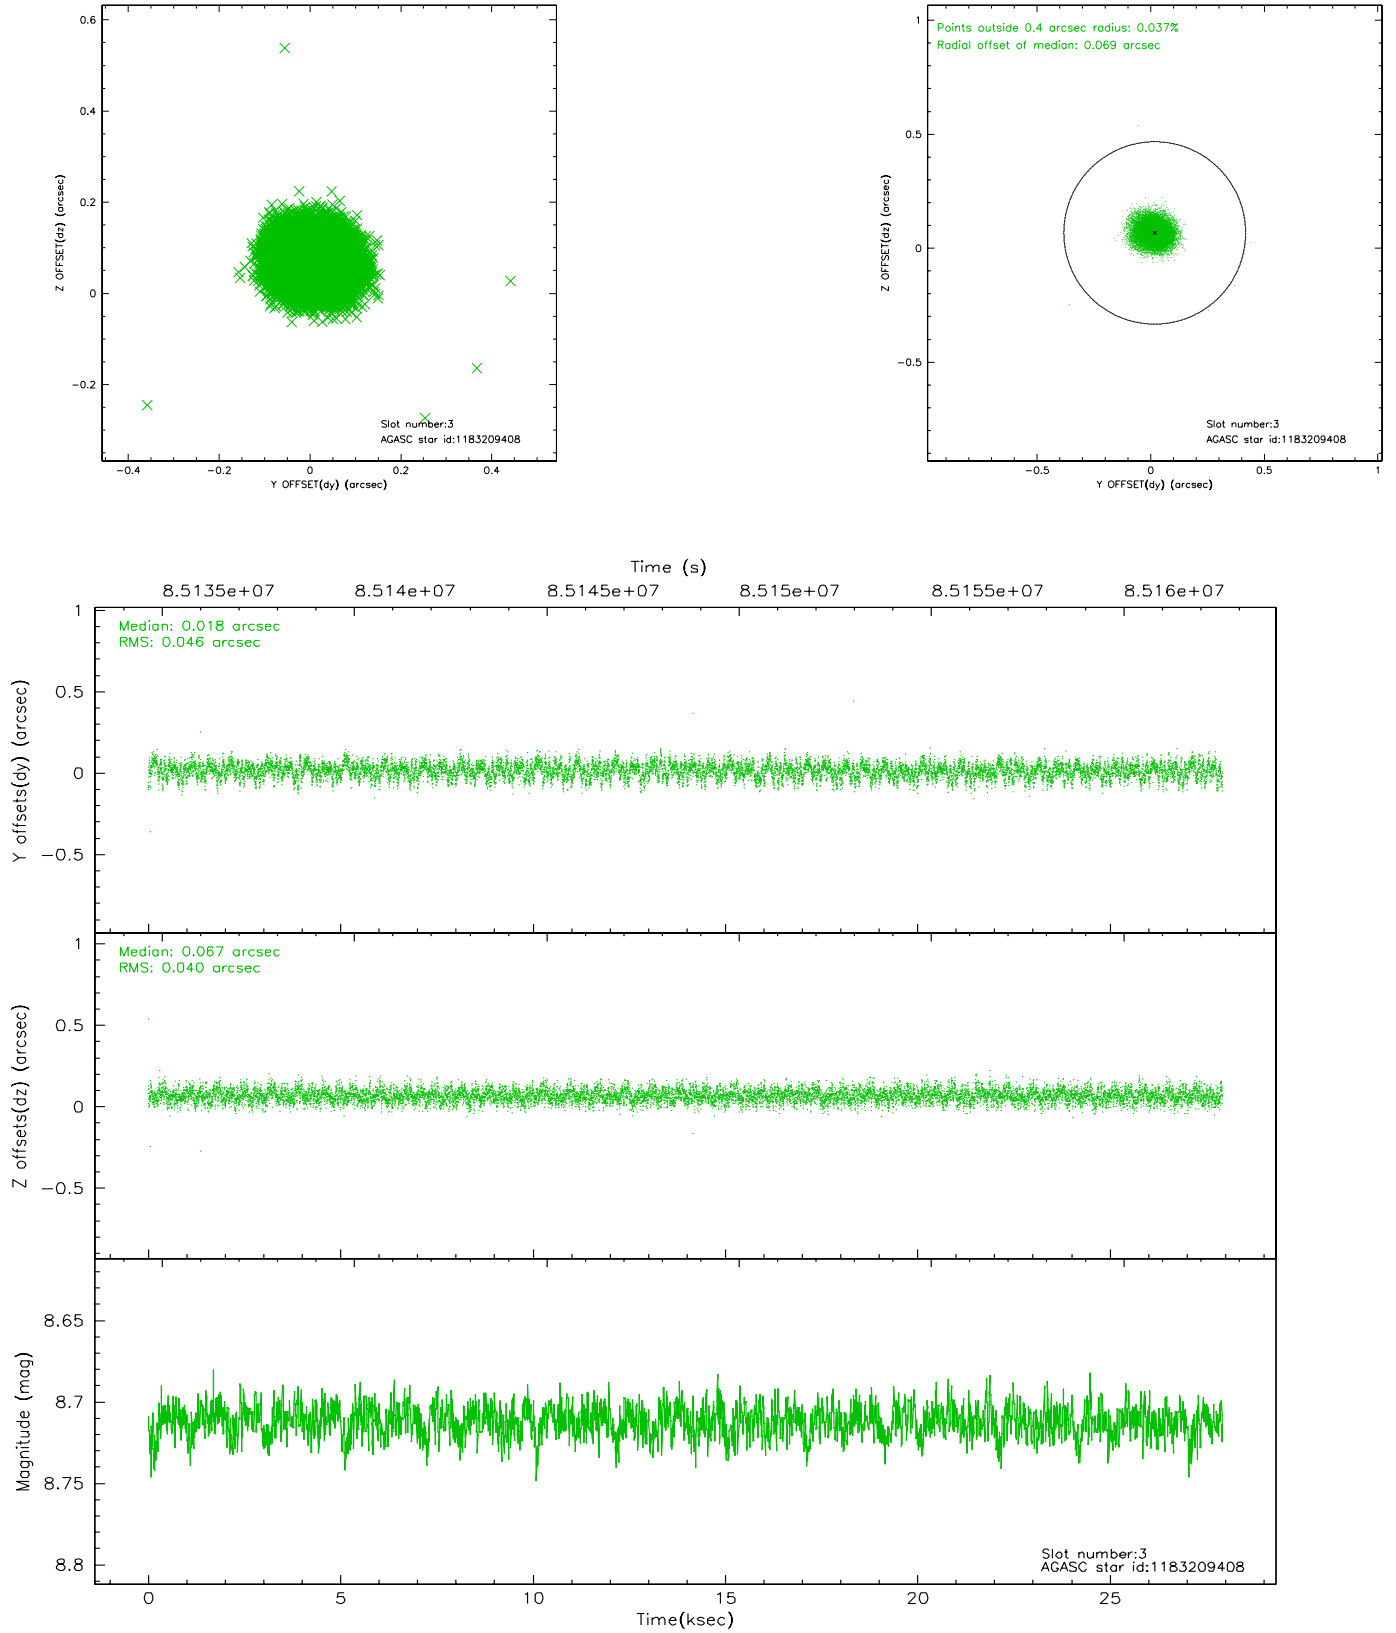 0.6
0.4
0.2
0
−0.2
Z OFFSET(dz) (arcsec)
Slot number:3
AGASC star id:1183209408
−0.4
−0.2
0
0.2
0.4
Y OFFSET(dy) (arcsec)
Points outside 0.4 arcsec radius: 0.037%
Radial offset of median: 0.069 arcsec
1
0.5
0
−0.5
Z OFFSET(dz) (arcsec)
Slot number:3
AGASC star id:1183209408
−0.5
0
0.5
1
Y OFFSET(dy) (arcsec)
Time (s)
8.5135e+07
8.514e+07
8.5145e+07
8.515e+07
8.5155e+07
8.516e+07
Median: 0.018 arcsec
RMS: 0.046 arcsec
1
0.5
0
−0.5
Y offsets(dy) (arcsec)
Median: 0.067 arcsec
RMS: 0.040 arcsec
1
0.5
0
−0.5
Z offsets(dz) (arcsec)
8.65
8.7
8.75
8.8
Magnitude (mag)
Slot number:3
AGASC star id:1183209408
0
5
10
15
20
25
Time(ksec)